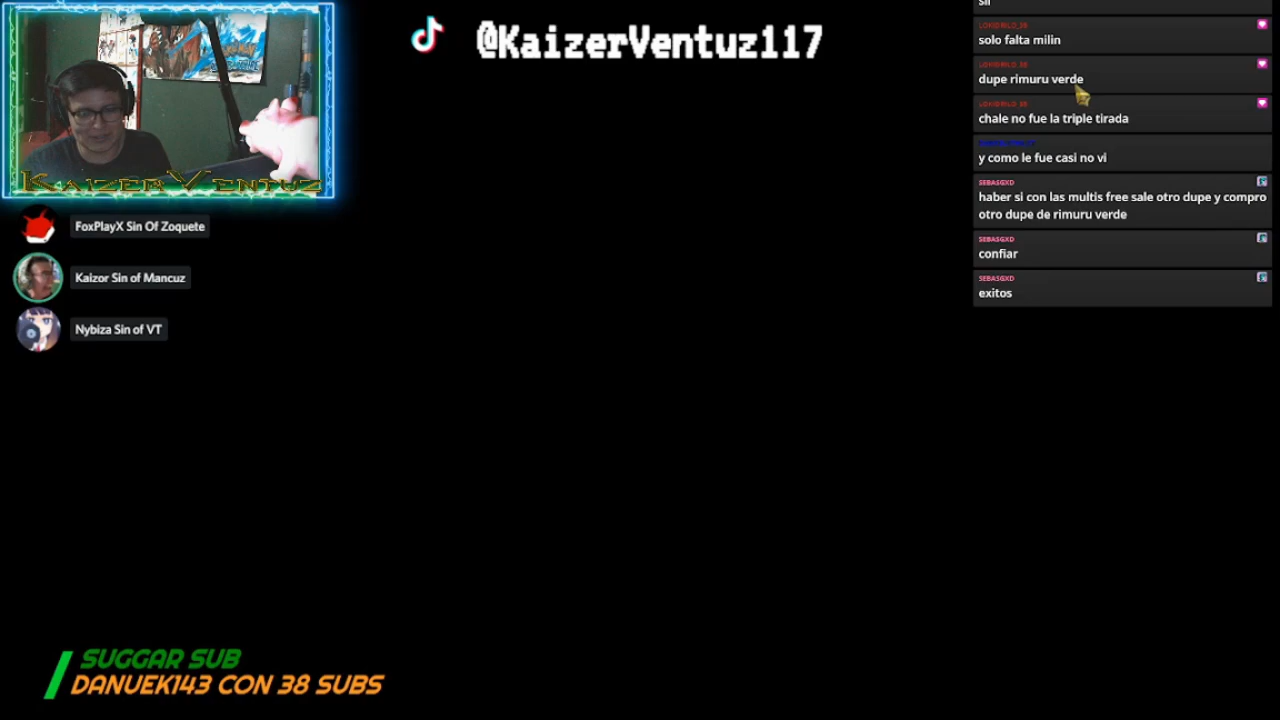 @KaizerVentuz117
KAIZERVENTUZ
FoxPlayX Sin Of Zoquete
Kaizor Sin of Mancuz
Nybiza Sin of VT
solo falta milin
dupe rimuru verde
chale no fue la triple tirada
y como le fue casi no vi
SEBASGXD
haber si con las multis free sale otro dupe y compro
otro dupe de rimuru verde
SEBASGXD
confiar
SEBASGXD
exitos
SUGGAR SUB
DANUEK143 CON 38 SUBS